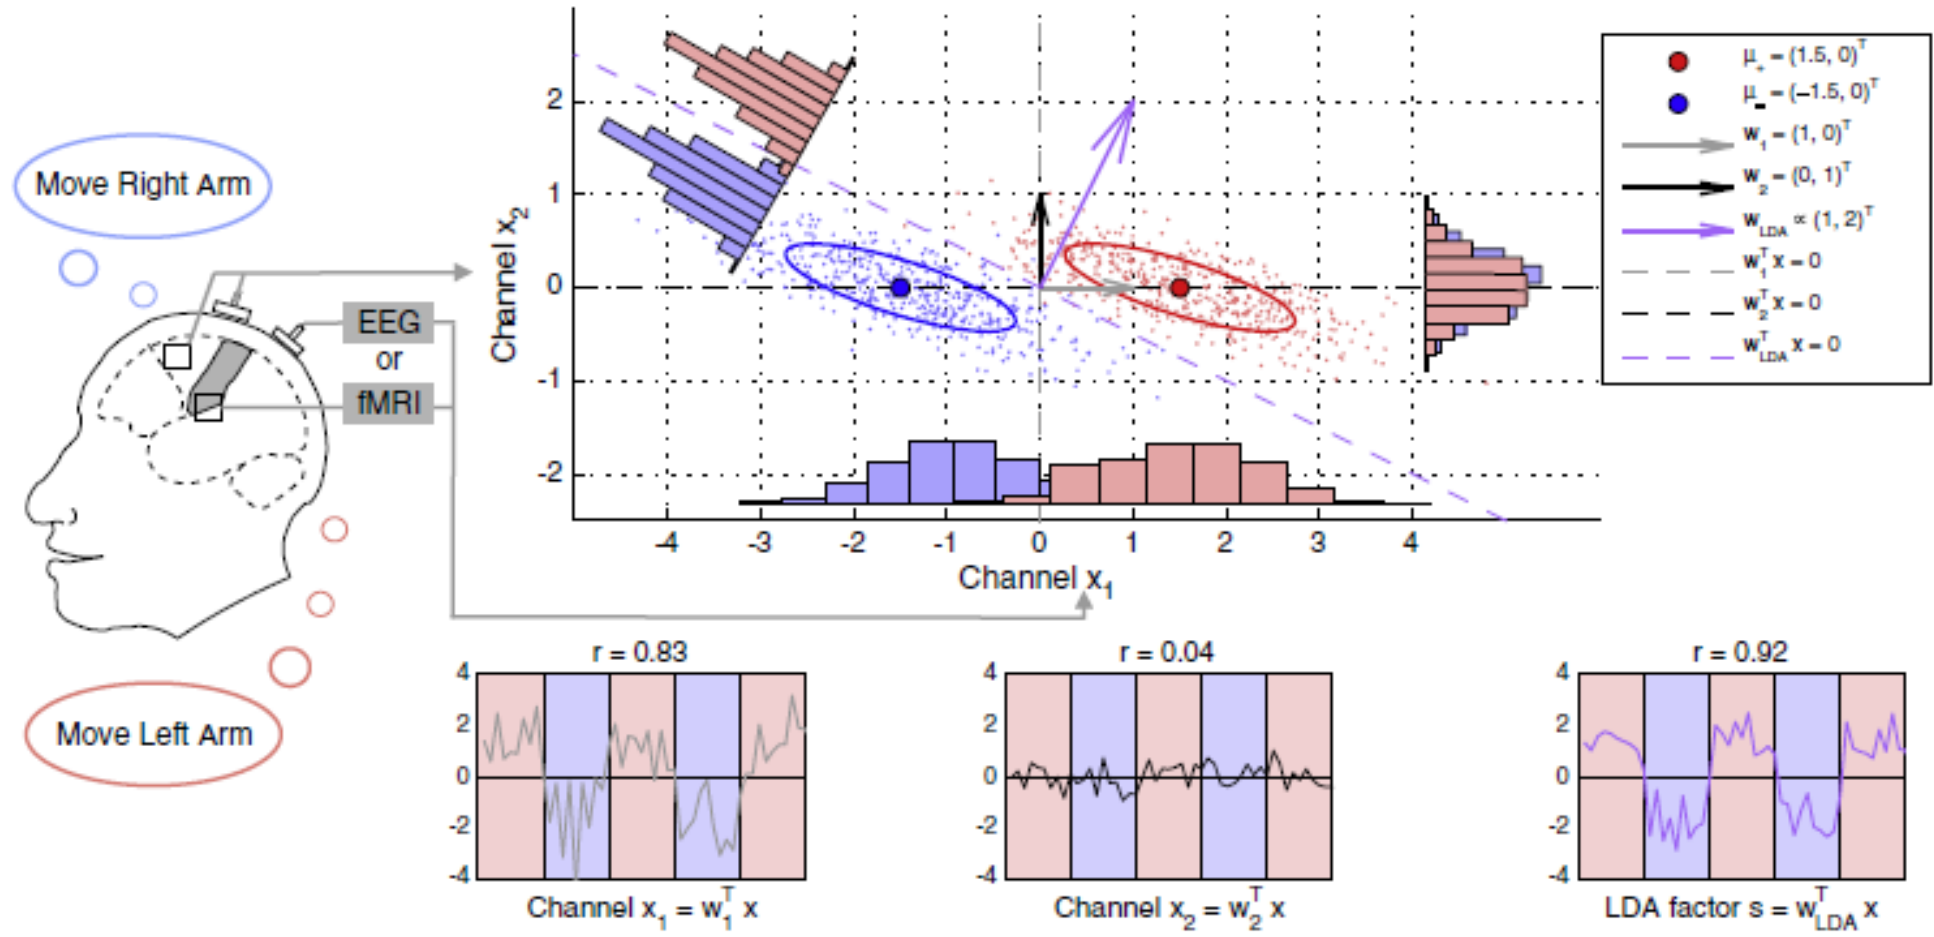 Move Right Arm
EEG
or
fMRI
Move Left Arm
Channel x₂
2
1
0
-1
-2
-4
-3
-2
-1
0
1
2
3
4
Channel x₁
μ₊ = (1.5, 0)ᵀ
μ₋ = (−1.5, 0)ᵀ
w₁ = (1, 0)ᵀ
w₂ = (0, 1)ᵀ
w_LDA ∝ (1, 2)ᵀ
w₁ᵀ x = 0
w₂ᵀ x = 0
w_LDAᵀ x = 0
r = 0.83
4
2
0
-2
-4
Channel x₁ = w₁ᵀ x
r = 0.04
4
2
0
-2
-4
Channel x₂ = w₂ᵀ x
r = 0.92
4
2
0
-2
-4
LDA factor s = w_LDAᵀ x